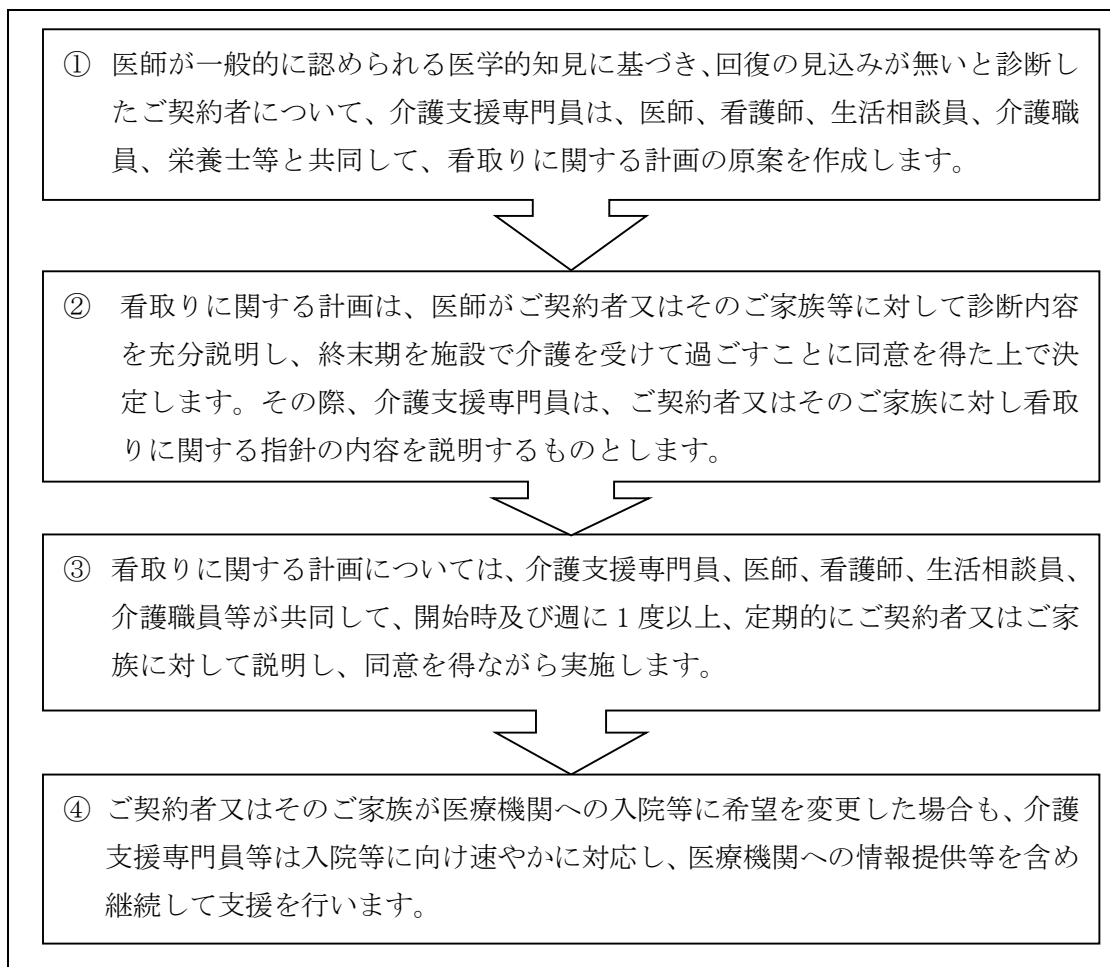 ① 医師が一般的に認められる医学的知見に基づき、回復の見込みが無いと診断し
たご契約者について、介護支援専門員は、医師、看護師、生活相談員、介護職
員、栄養士等と共同して、看取りに関する計画の原案を作成します。
② 看取りに関する計画は、医師がご契約者又はそのご家族等に対して診断内容
を充分説明し、終末期を施設で介護を受けて過ごすことに同意を得た上で決
定します。その際、介護支援専門員は、ご契約者又はそのご家族に対し看取
りに関する指針の内容を説明するものとします。
③ 看取りに関する計画については、介護支援専門員、医師、看護師、生活相談員、
介護職員等が共同して、開始時及び週に1度以上、定期的にご契約者又はご家
族に対して説明し、同意を得ながら実施します。
④ ご契約者又はそのご家族が医療機関への入院等に希望を変更した場合も、介護
支援専門員等は入院等に向け速やかに対応し、医療機関への情報提供等を含め
継続して支援を行います。